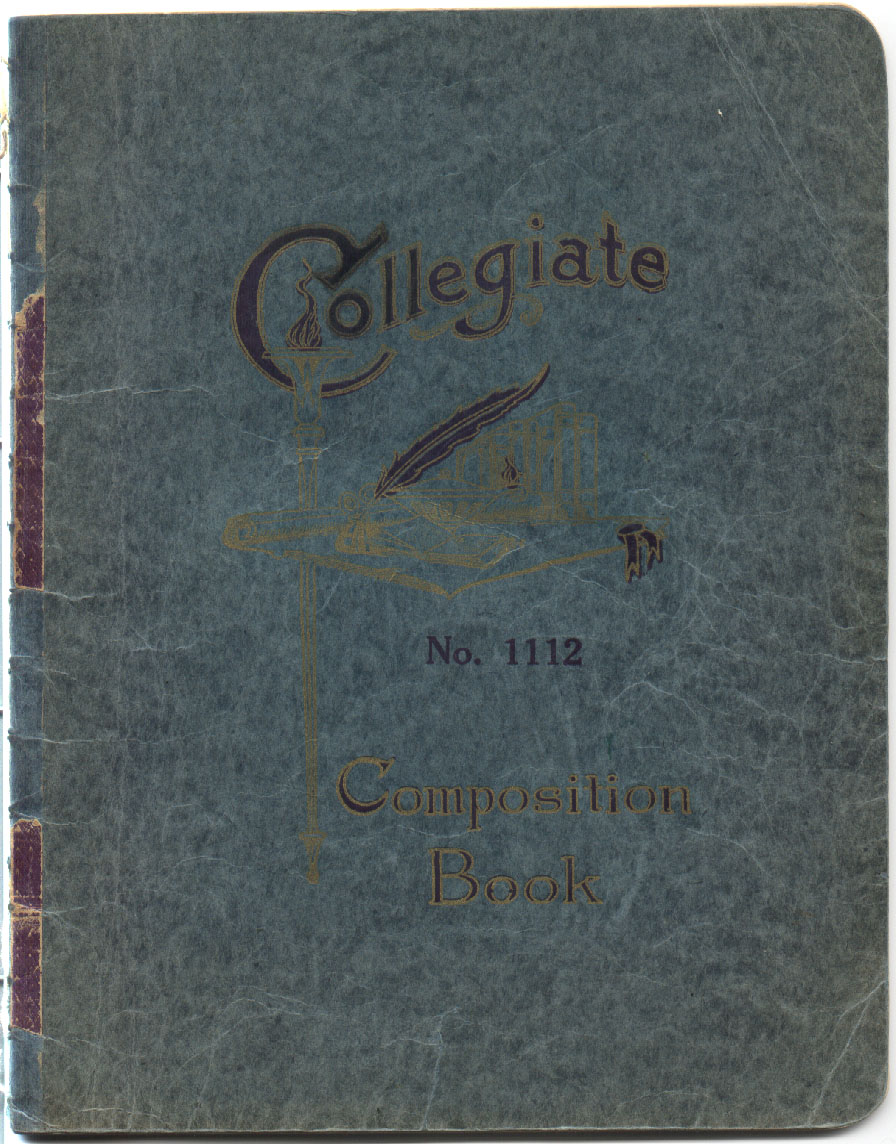 Collegiate
No. 1112
Composition
Book